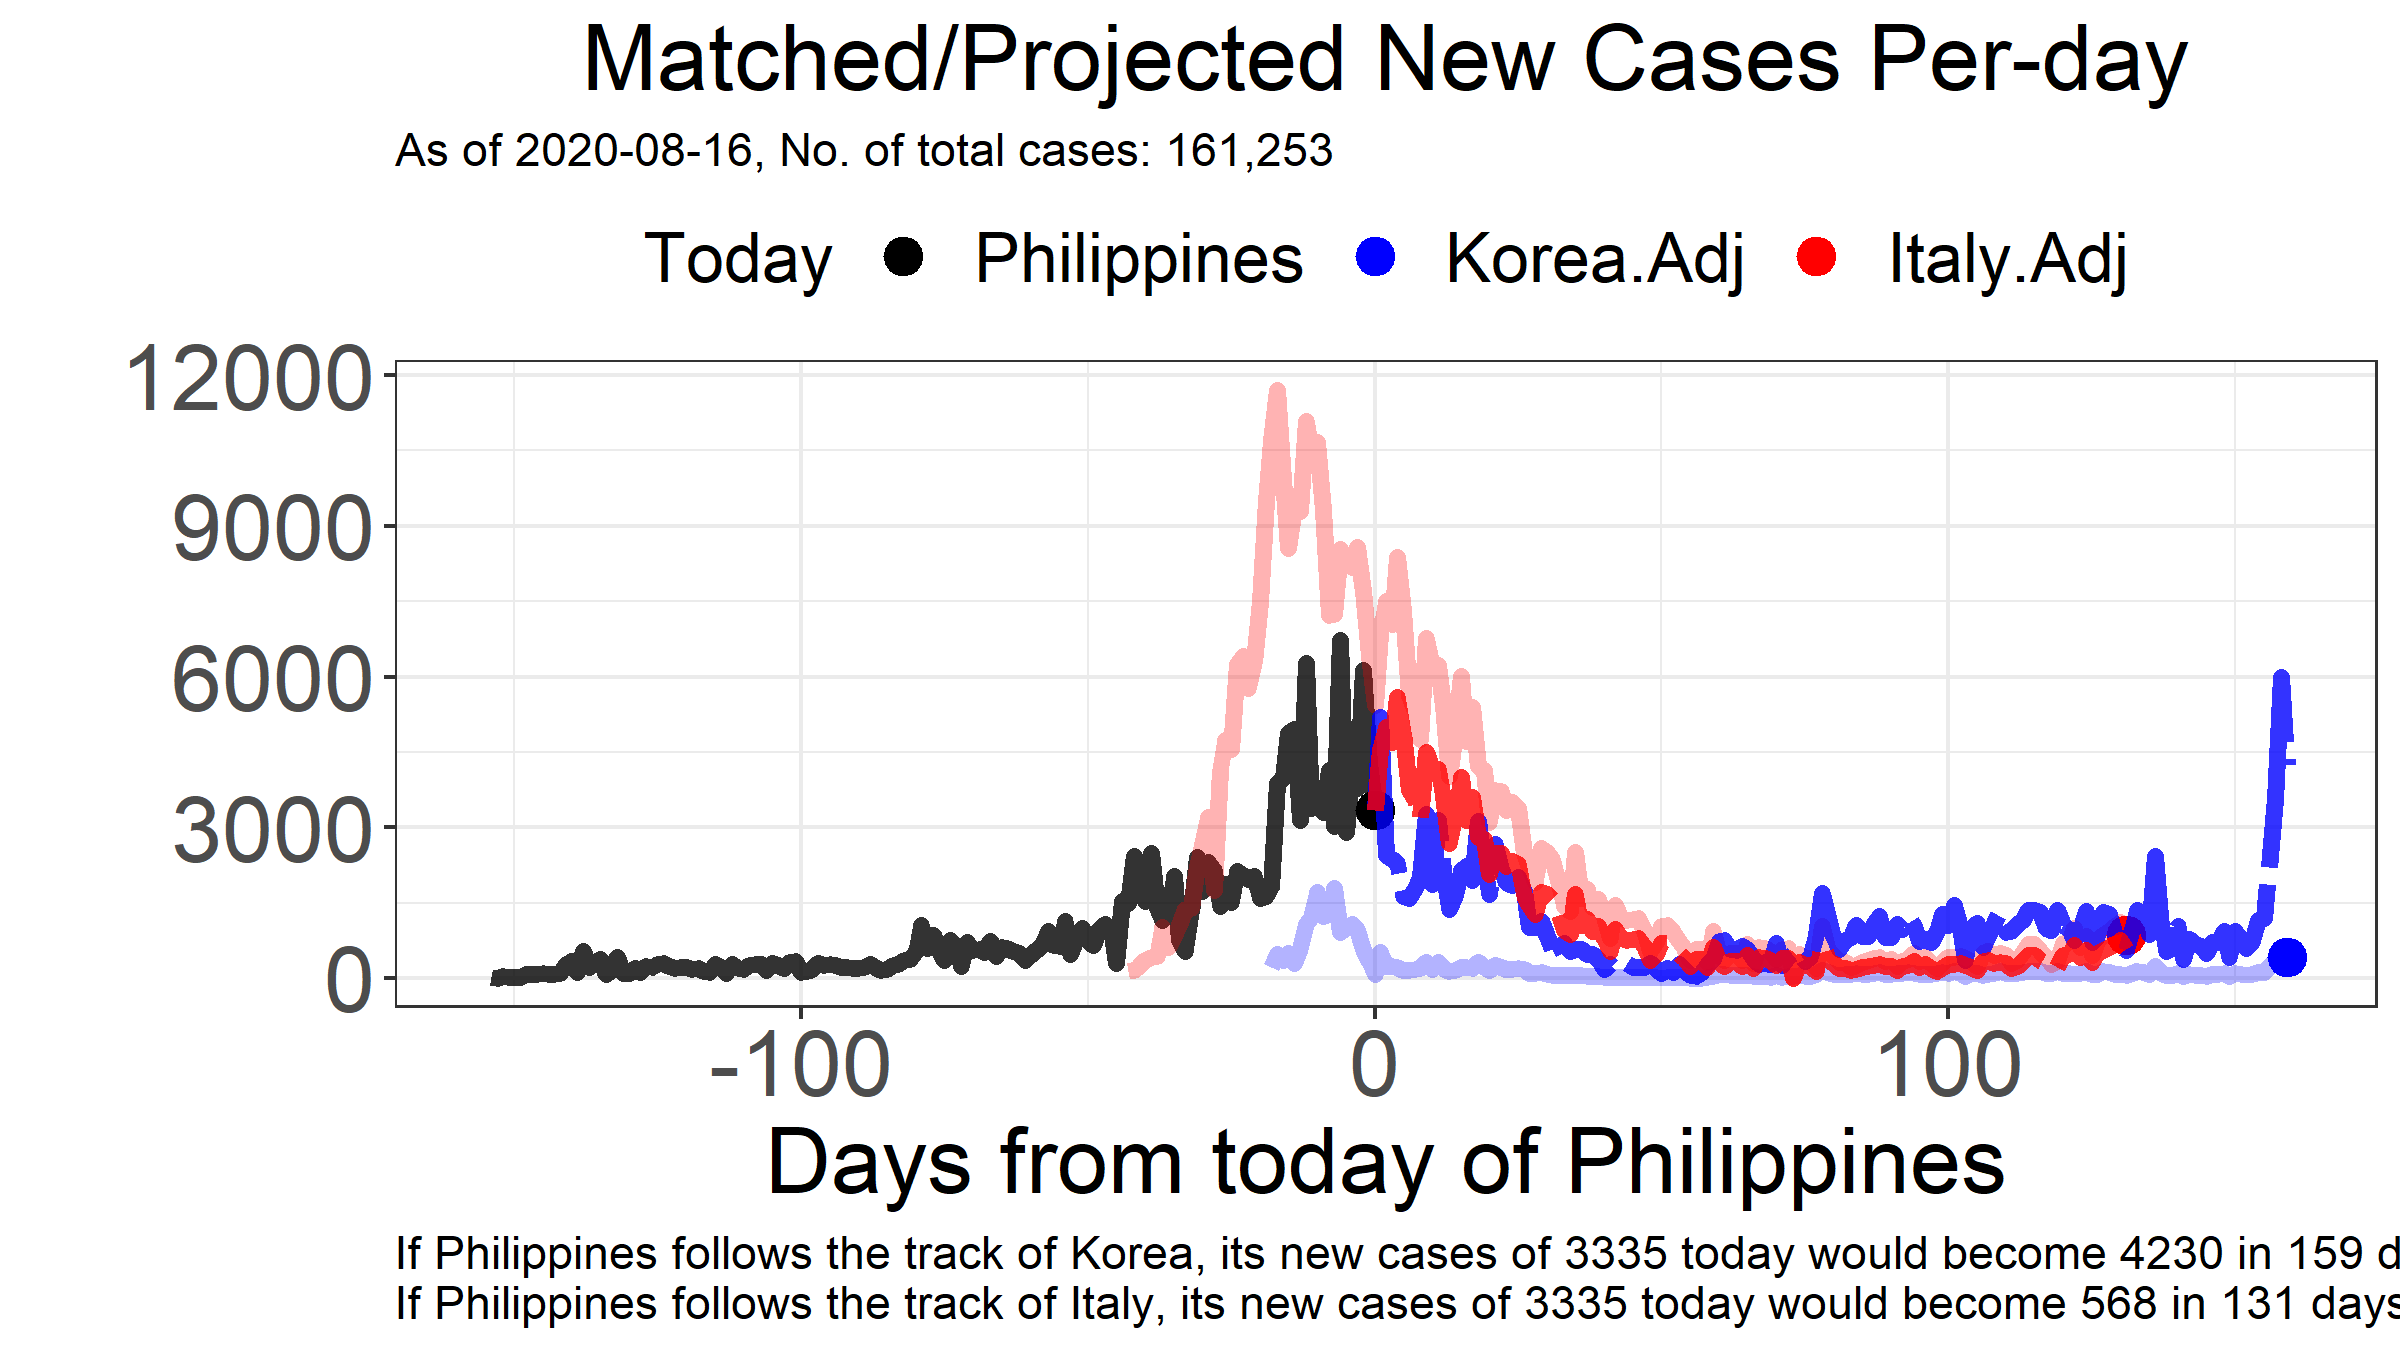 Matched/Projected New Cases Per-day
As of 2020-08-16, No. of total cases: 161,253
Today Philippines Korea.Adj Italy.Adj
12000
9000
6000
3000
0
-100 0 100
Days from today of Philippines
If Philippines follows the track of Korea, its new cases of 3335 today would become 4230 in 159 d
If Philippines follows the track of Italy, its new cases of 3335 today would become 568 in 131 days